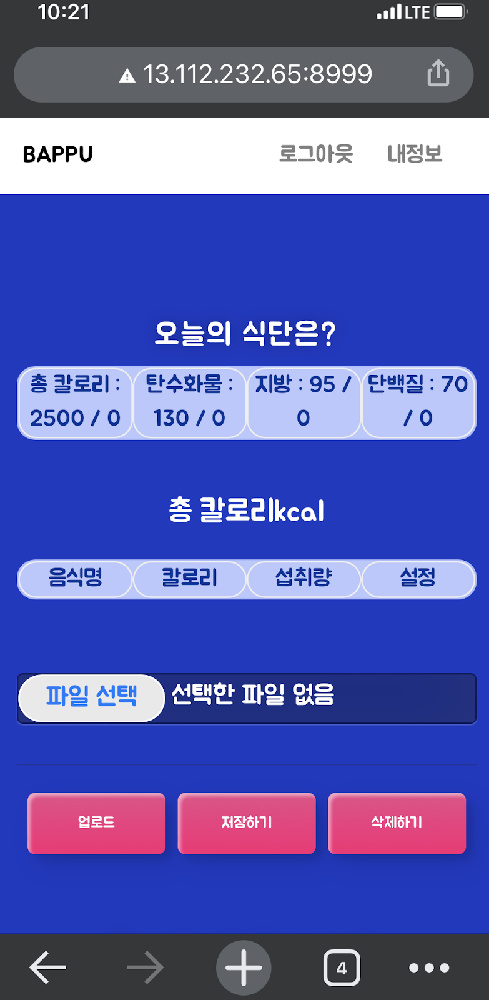 10:21 LTE
13.112.232.65:8999
BAPPU 로그아웃 내정보
오늘의 식단은?
총 칼로리 : 탄수화물 : 지방 : 95 / 단백질 : 70
2500 / 0 130 / 0 0 / 0
총 칼로리kcal
음식명 칼로리 섭취량 설정
파일 선택 선택한 파일 없음
업로드 저장하기 삭제하기
4